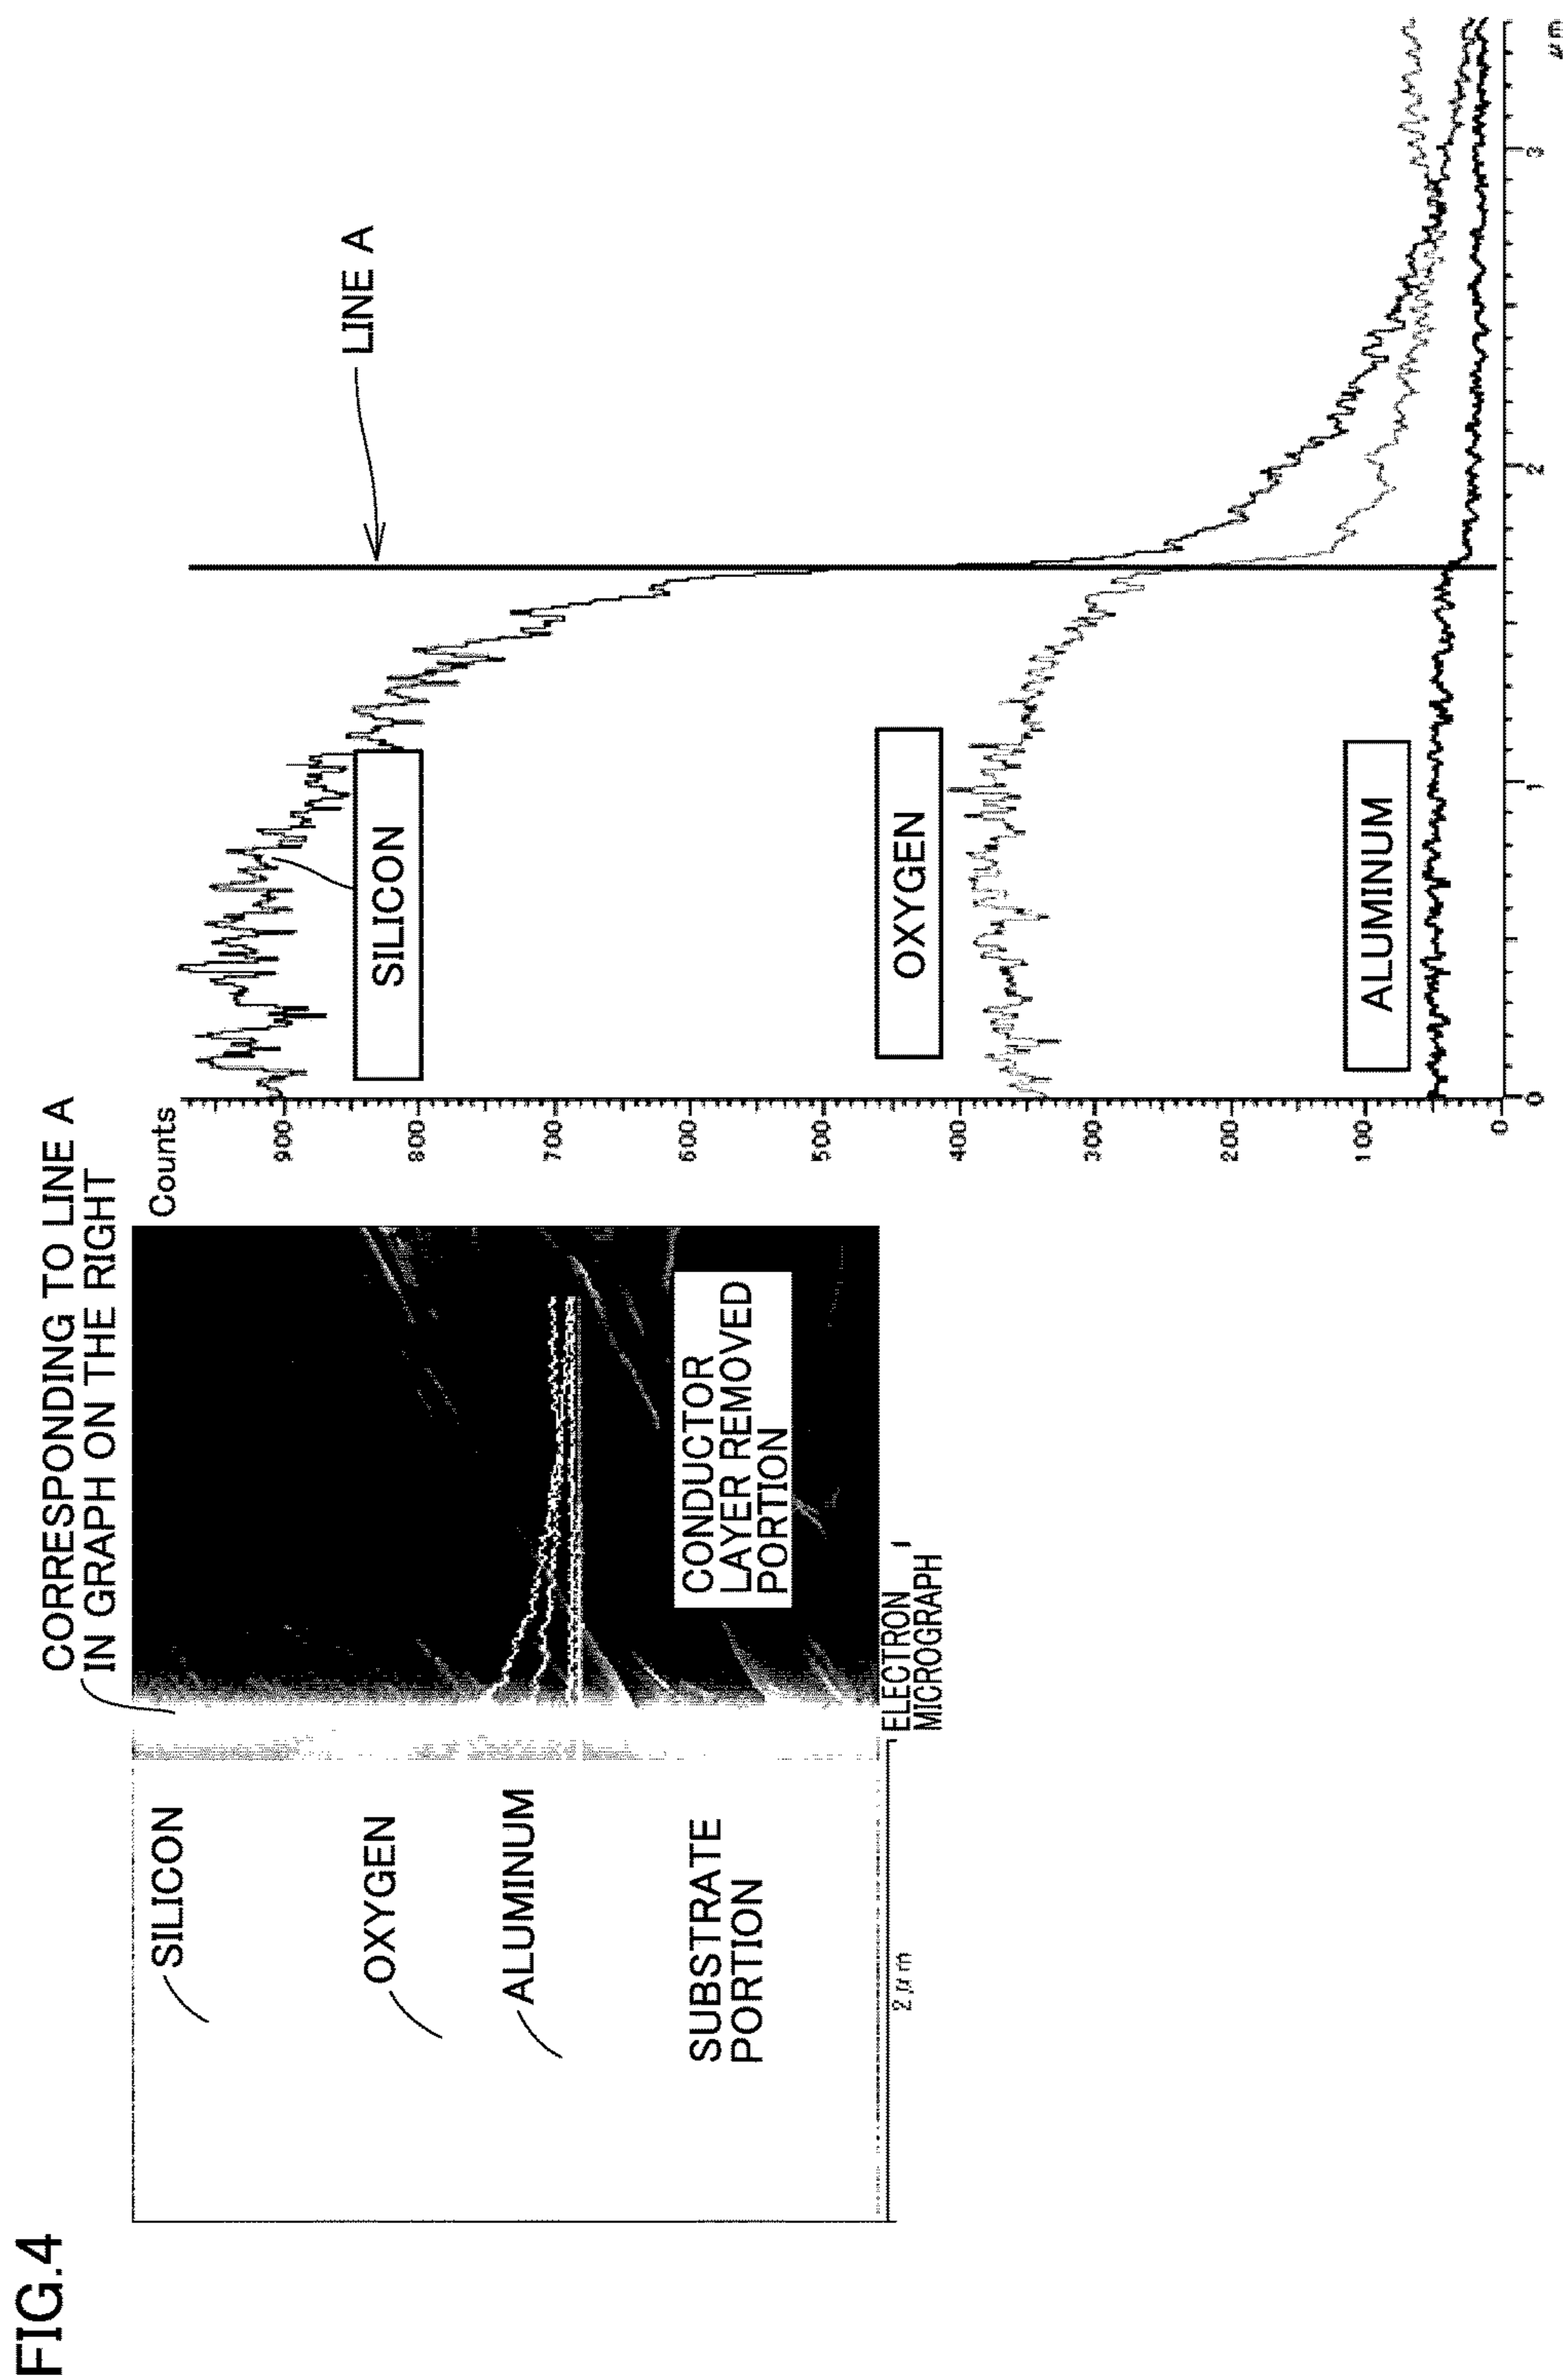 FIG.4
CORRESPONDING TO LINE A
IN GRAPH ON THE RIGHT
SILICON
OXYGEN
ALUMINUM
SUBSTRATE
PORTION
CONDUCTOR
LAYER REMOVED
PORTION
2μm
ELECTRON
MICROGRAPH
Counts
900
800
700
600
500
400
300
200
100
0
LINE A
SILICON
OXYGEN
ALUMINUM
0
1
2
3
μm